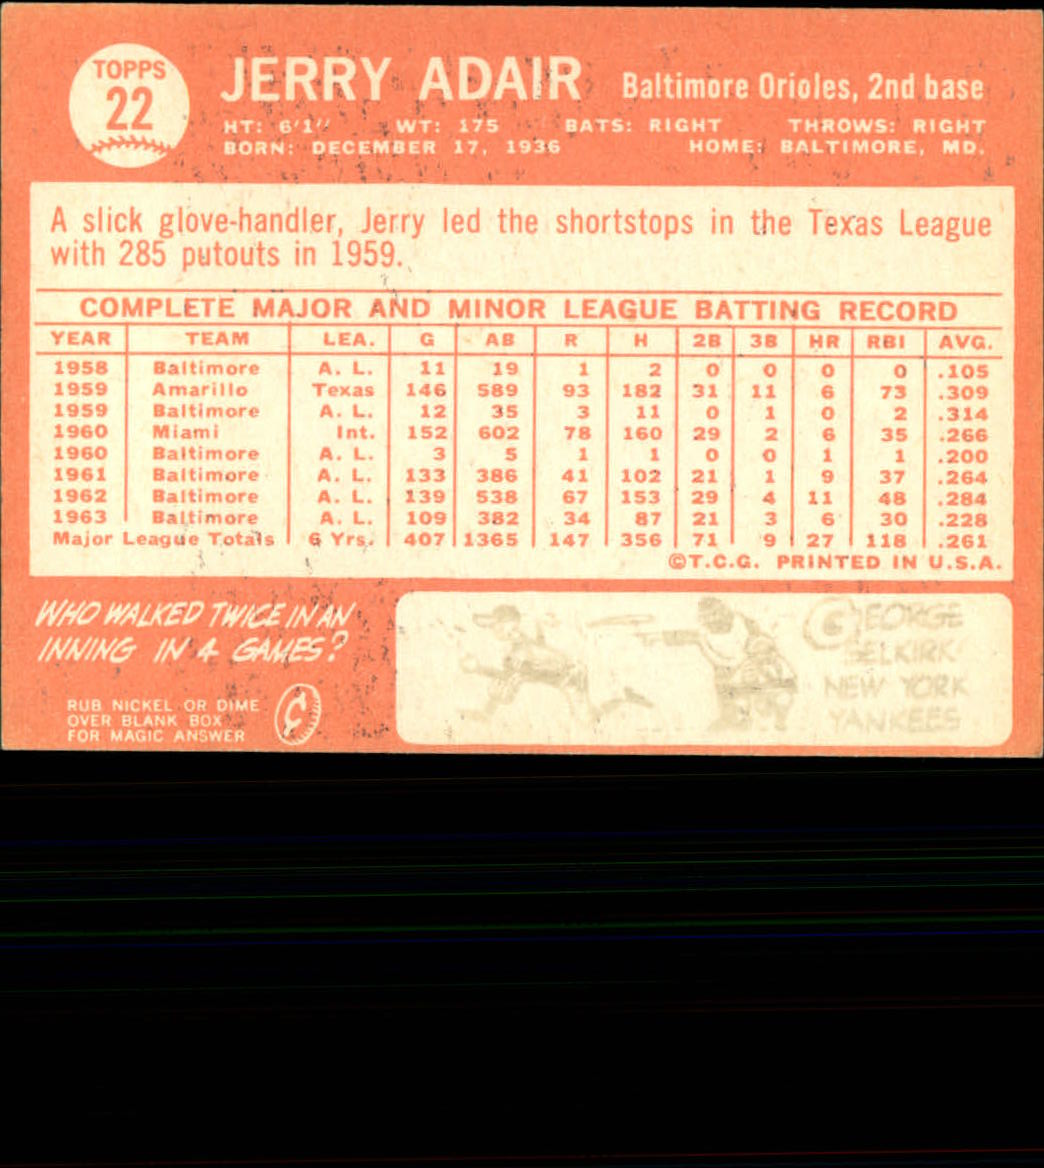 TOPPS
22
JERRY ADAIR Baltimore Orioles, 2nd base
HT: 6'1" WT: 175 BATS: RIGHT THROWS: RIGHT
BORN: DECEMBER 17, 1936 HOME: BALTIMORE, MD.
A slick glove-handler, Jerry led the shortstops in the Texas League
with 285 putouts in 1959.
COMPLETE MAJOR AND MINOR LEAGUE BATTING RECORD
YEAR TEAM LEA. G AB R H 2B 3B HR RBI AVG.
1958 Baltimore A. L. 11 19 1 2 0 0 0 0 .105
1959 Amarillo Texas 146 589 93 182 31 11 6 73 .309
1959 Baltimore A. L. 12 35 3 11 0 1 0 2 .314
1960 Miami Int. 152 602 78 160 29 2 6 35 .266
1960 Baltimore A. L. 3 5 1 1 0 0 1 1 .200
1961 Baltimore A. L. 133 386 41 102 21 1 9 37 .264
1962 Baltimore A. L. 139 538 67 153 29 4 11 48 .284
1963 Baltimore A. L. 109 382 34 87 21 3 6 30 .228
Major League Totals 6 Yrs. 407 1365 147 356 71 9 27 118 .261
©T.C.G. PRINTED IN U.S.A.
WHO WALKED TWICE IN AN
INNING IN 4 GAMES?
RUB NICKEL OR DIME
OVER BLANK BOX
FOR MAGIC ANSWER
GEORGE
SELKIRK
NEW YORK
YANKEES